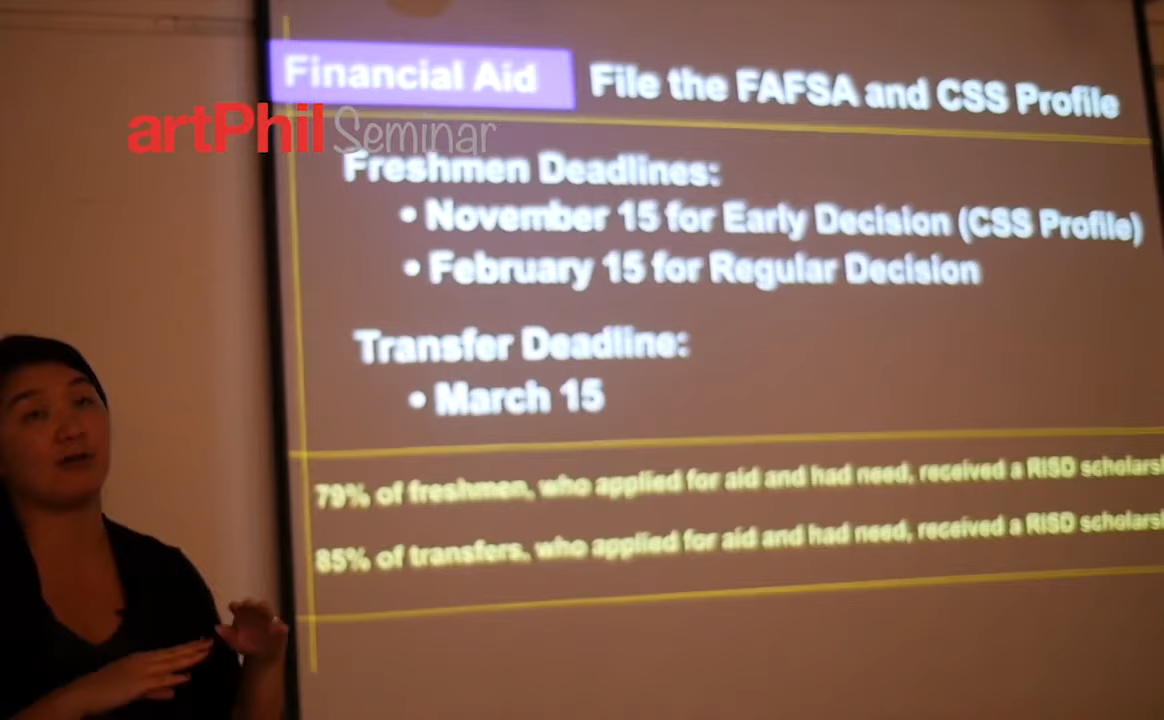 Financial Aid File the FAFSA and CSS Profile
artPhil Seminar
Freshmen Deadlines:
• November 15 for Early Decision (CSS Profile)
• February 15 for Regular Decision
Transfer Deadline:
• March 15
79% of freshmen, who applied for aid and had need, received a RISD
85% of transfers, who applied for aid and had need, received a RISD